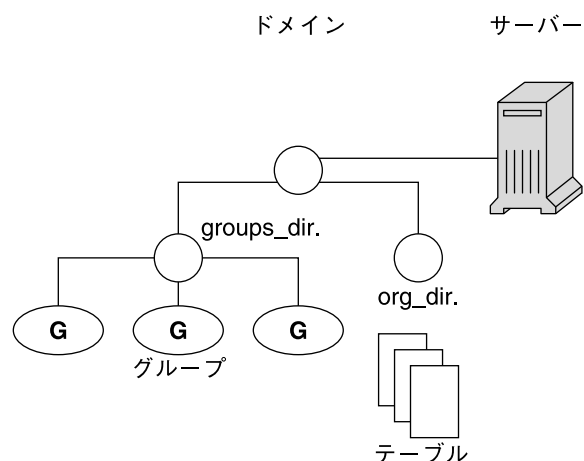 ドメイン
サーバー
groups_dir.
org_dir.
G
G
G
グループ
テーブル